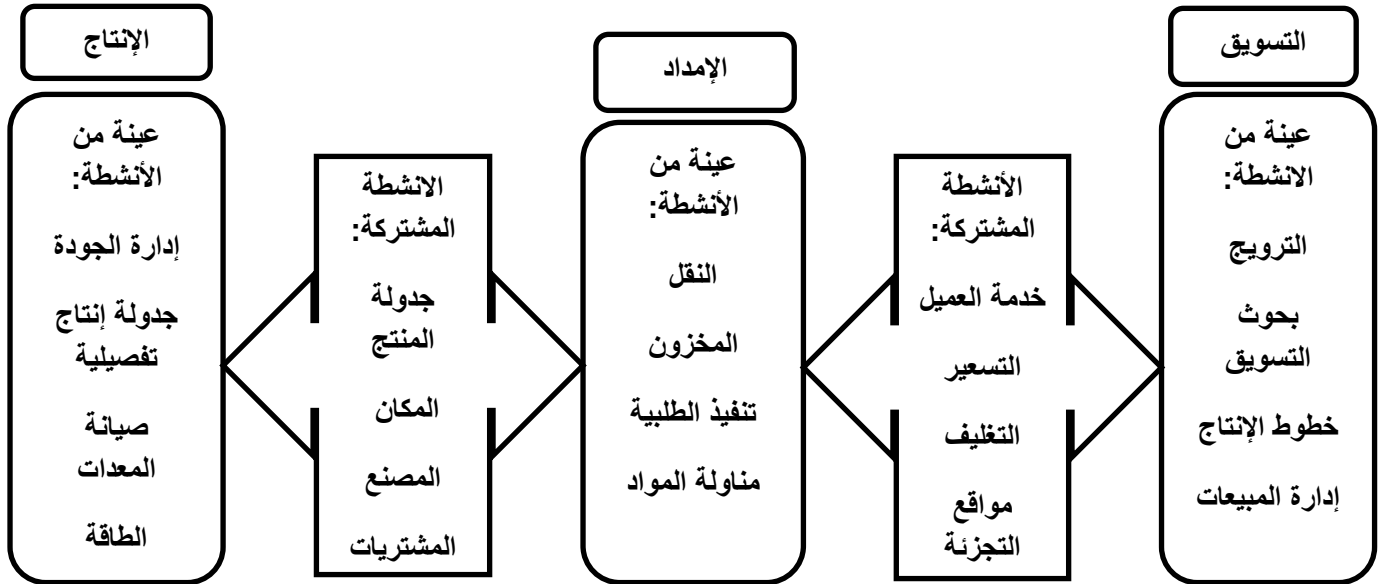 التسويق
عينة من
الانشطة:
الترويج
بحوث
التسويق
خطوط الإنتاج
إدارة المبيعات
الأنشطة
المشتركة:
خدمة العميل
التسعير
التغليف
مواقع
التجزئة
الإمداد
عينة من
الأنشطة:
النقل
المخزون
تنفيذ الطلبية
مناولة المواد
الانشطة
المشتركة:
جدولة
المنتج
المكان
المصنع
المشتريات
الإنتاج
عينة من
الأنشطة:
إدارة الجودة
جدولة إنتاج
تفصيلية
صيانة
المعدات
الطاقة